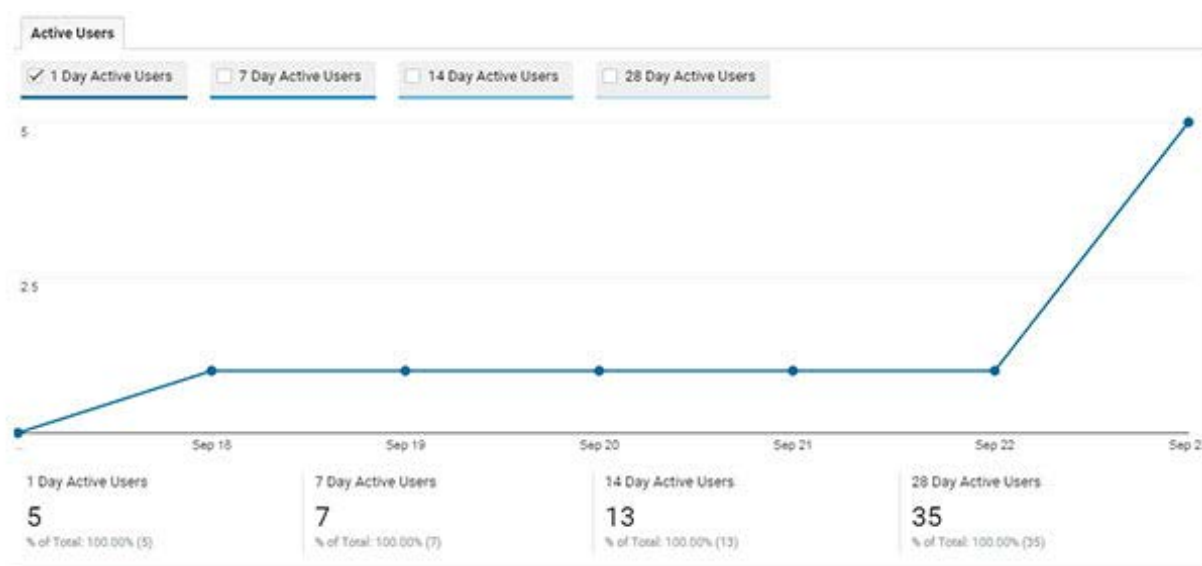 Active Users
1 Day Active Users 7 Day Active Users 14 Day Active Users 28 Day Active Users
5
2.5
Sep 18 Sep 19 Sep 20 Sep 21 Sep 22 Sep 2
1 Day Active Users 7 Day Active Users 14 Day Active Users 28 Day Active Users
5 7 13 35
% of Total: 100.00% (5) % of Total: 100.00% (7) % of Total: 100.00% (13) % of Total: 100.00% (35)